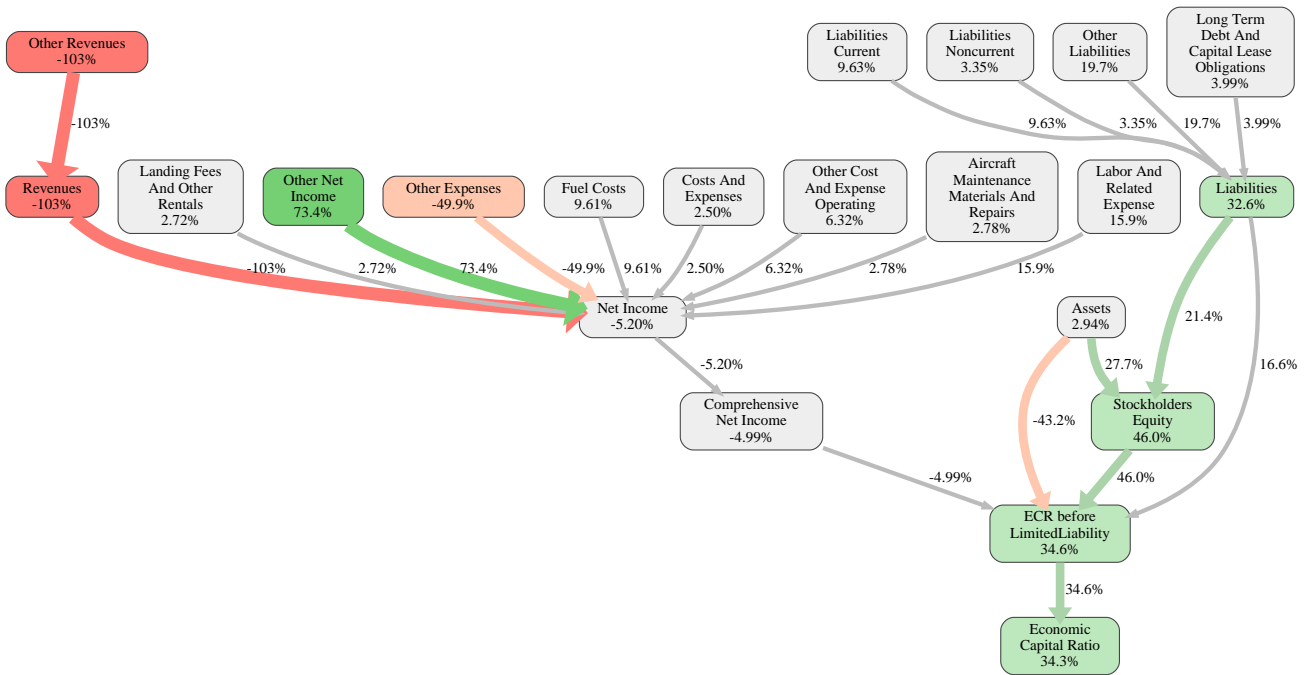 Other Revenues
-103%
Liabilities
Current
9.63%
Liabilities
Noncurrent
3.35%
Other
Liabilities
19.7%
Long Term
Debt And
Capital Lease
Obligations
3.99%
-103%
9.63%
3.35%
19.7%
3.99%
Revenues
-103%
Landing Fees
And Other
Rentals
2.72%
Other Net
Income
73.4%
Other Expenses
-49.9%
Fuel Costs
9.61%
Costs And
Expenses
2.50%
Other Cost
And Expense
Operating
6.32%
Aircraft
Maintenance
Materials And
Repairs
2.78%
Labor And
Related
Expense
15.9%
Liabilities
32.6%
-103%
2.72%
73.4%
-49.9%
9.61%
2.50%
6.32%
2.78%
15.9%
Net Income
-5.20%
Assets
2.94%
21.4%
-5.20%
27.7%
16.6%
Comprehensive
Net Income
-4.99%
-43.2%
Stockholders
Equity
46.0%
-4.99%
46.0%
ECR before
LimitedLiability
34.6%
34.6%
Economic
Capital Ratio
34.3%